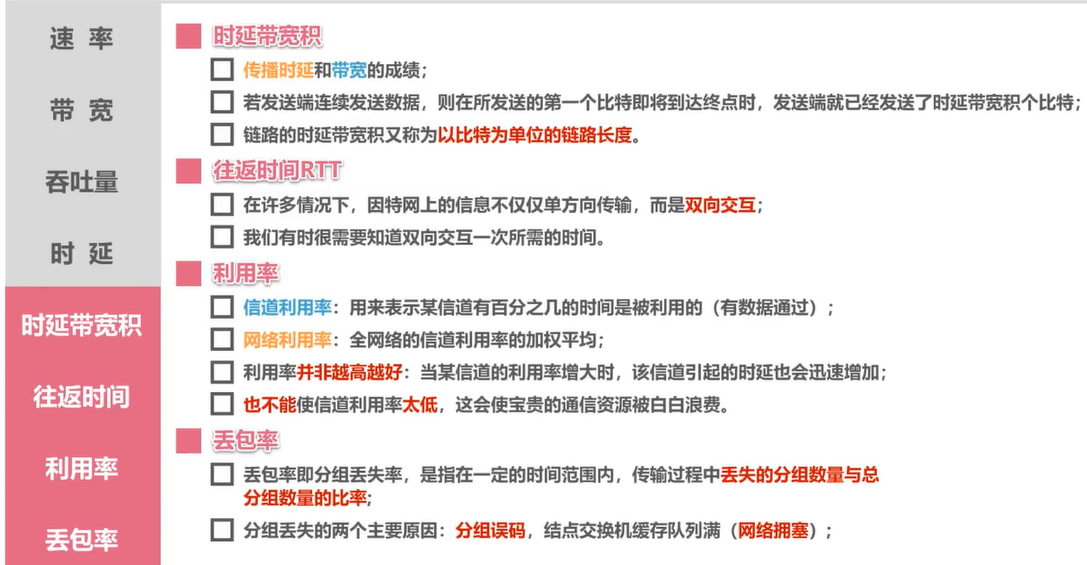 速 率
带 宽
吞吐量
时 延
时延带宽积
往返时间
利用率
丢包率
时延带宽积
传播时延和带宽的成绩；
若发送端连续发送数据，则在所发送的第一个比特即将到达终点时，发送端就已经发送了时延带宽积个比特；
链路的时延带宽积又称为以比特为单位的链路长度。
往返时间RTT
在许多情况下，因特网上的信息不仅仅单方向传输，而是双向交互；
我们有时很需要知道双向交互一次所需的时间。
利用率
信道利用率：用来表示某信道有百分之几的时间是被利用的（有数据通过）；
网络利用率：全网络的信道利用率的加权平均；
利用率并非越高越好：当某信道的利用率增大时，该信道引起的时延也会迅速增加；
也不能使信道利用率太低，这会使宝贵的通信资源被白白浪费。
丢包率
丢包率即分组丢失率，是指在一定的时间范围内，传输过程中丢失的分组数量与总
分组数量的比率;
分组丢失的两个主要原因：分组误码，结点交换机缓存队列满（网络拥塞）;